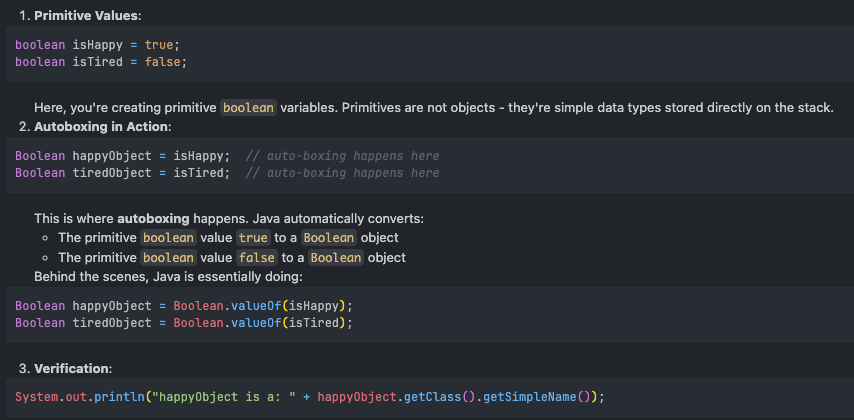 1. Primitive Values:
boolean isHappy = true;
boolean isTired = false;
Here, you're creating primitive boolean variables. Primitives are not objects - they're simple data types stored directly on the stack.
2. Autoboxing in Action:
Boolean happyObject = isHappy;  // auto-boxing happens here
Boolean tiredObject = isTired;  // auto-boxing happens here
This is where autoboxing happens. Java automatically converts:
◦ The primitive boolean value true to a Boolean object
◦ The primitive boolean value false to a Boolean object
Behind the scenes, Java is essentially doing:
Boolean happyObject = Boolean.valueOf(isHappy);
Boolean tiredObject = Boolean.valueOf(isTired);
3. Verification:
System.out.println("happyObject is a: " + happyObject.getClass().getSimpleName());